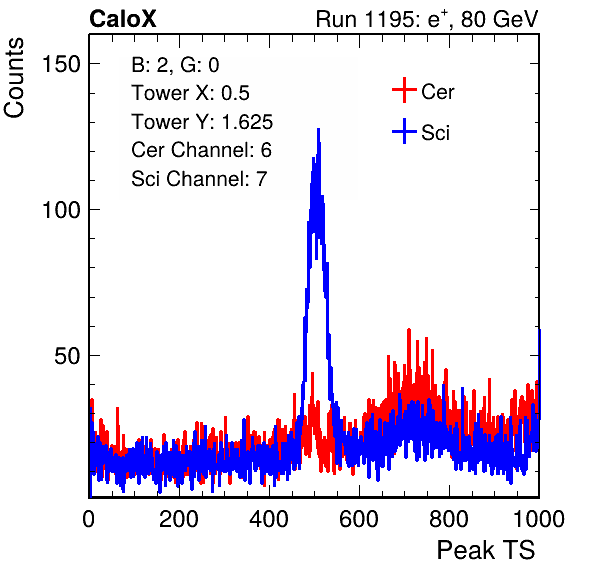 CaloX Run 1195: e⁺, 80 GeV
Counts
150
100
50
B: 2, G: 0
Tower X: 0.5
Tower Y: 1.625
Cer Channel: 6
Sci Channel: 7
Cer
Sci
0 200 400 600 800 1000
Peak TS